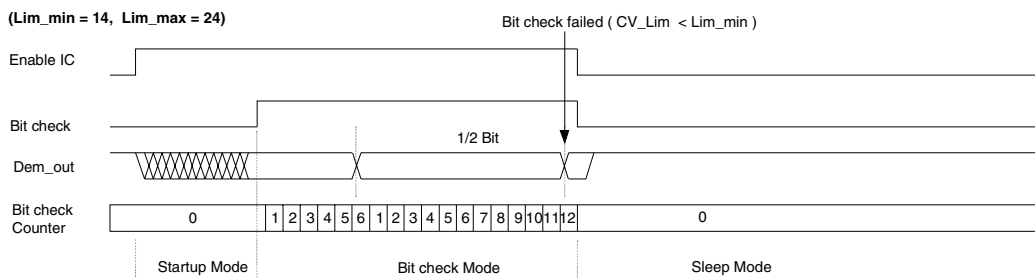 (Lim_min = 14, Lim_max = 24)
Bit check failed ( CV_Lim < Lim_min )
Enable IC
Bit check
1/2 Bit
Dem_out
Bit check
Counter
0 1 2 3 4 5 6 1 2 3 4 5 6 7 8 9 10 11 12 0
Startup Mode Bit check Mode Sleep Mode